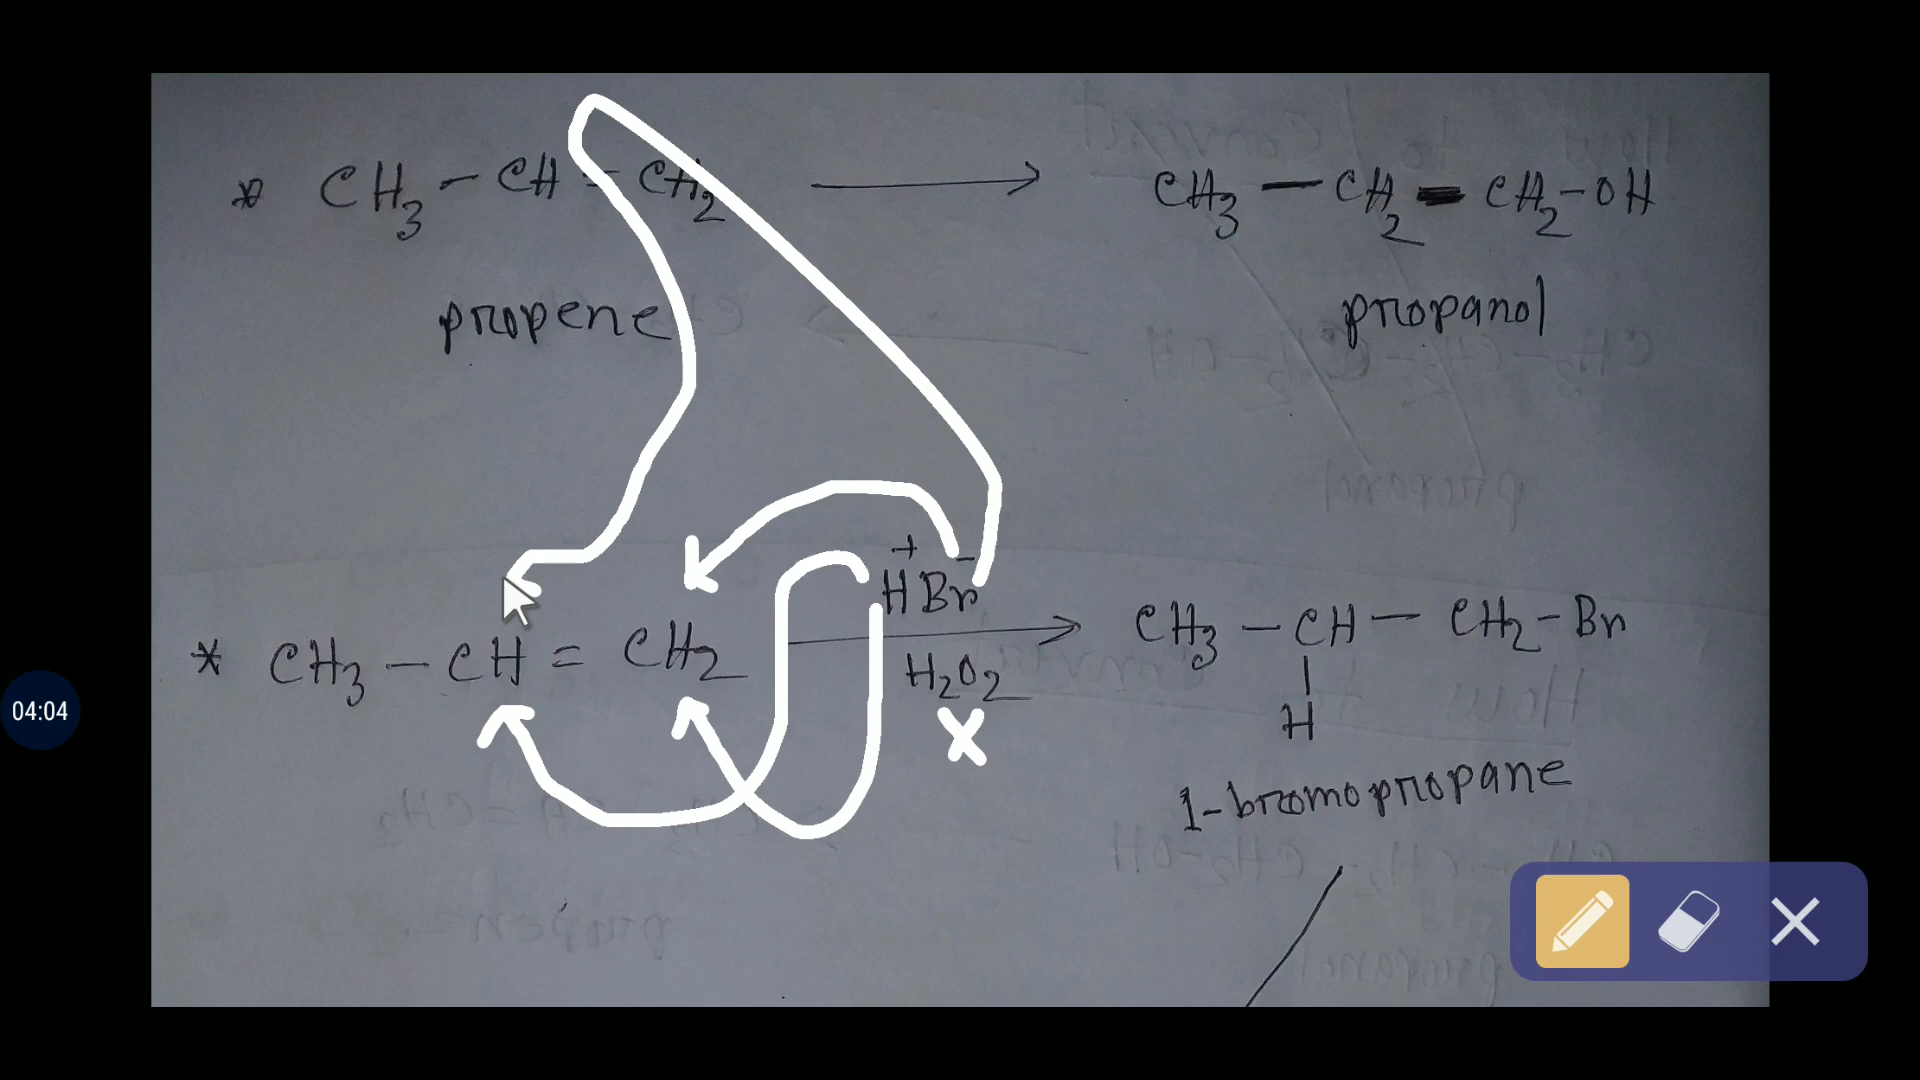 * CH3 - CH = CH2 → CH3 - CH2 - CH2 - OH
propene propanol
+ -
HBr
* CH3 - CH = CH2 → CH3 - CH - CH2 - Br
H2O2 |
X H
1-bromopropane
04:04